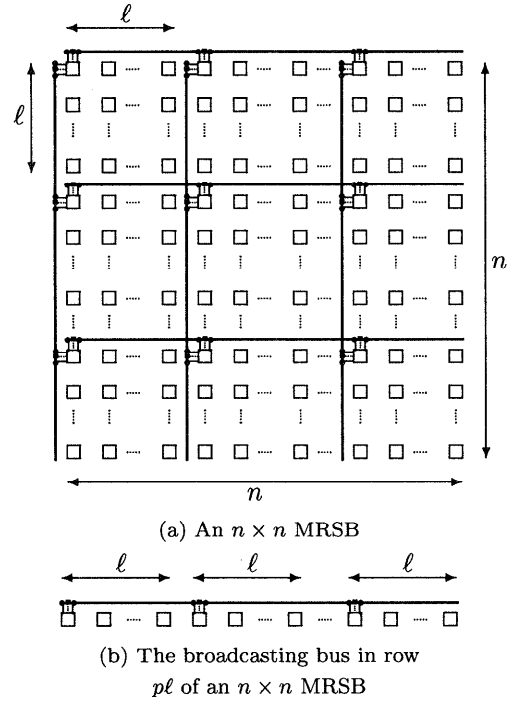 ℓ
ℓ
n
n
(a) An n × n MRSB
ℓ ℓ ℓ
(b) The broadcasting bus in row
pℓ of an n × n MRSB